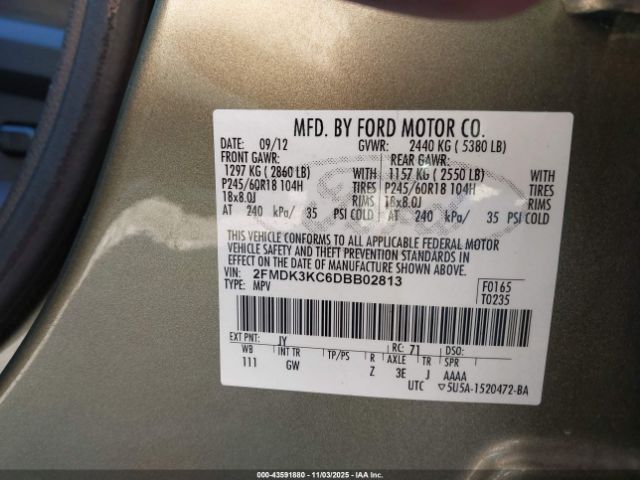 MFD. BY FORD MOTOR CO.
DATE: 09/12 GVWR: 2440 KG ( 5380 LB)
FRONT GAWR: REAR GAWR:
1297 KG ( 2860 LB) WITH 1157 KG ( 2550 LB) WITH
P245/60R18 104H TIRES P245/60R18 104H TIRES
18x8.0J RIMS 18x8.0J RIMS
AT 240 kPa/ 35 PSI COLD AT 240 kPa/ 35 PSI COLD
THIS VEHICLE CONFORMS TO ALL APPLICABLE FEDERAL MOTOR
VEHICLE SAFETY AND THEFT PREVENTION STANDARDS IN
EFFECT ON THE DATE OF MANUFACTURE SHOWN ABOVE.
VIN: 2FMDK3KC6DBB02813 F0165
TYPE: MPV T0235
EXT PNT: JY RC: 71 DSO:
WB INT TR TP/PS R AXLE TR SPR
111 GW Z 3E J AAAA
UTC ▽5U5A-1520472-BA
Ford
000-43591880 - 11/03/2025 - IAAI.CA